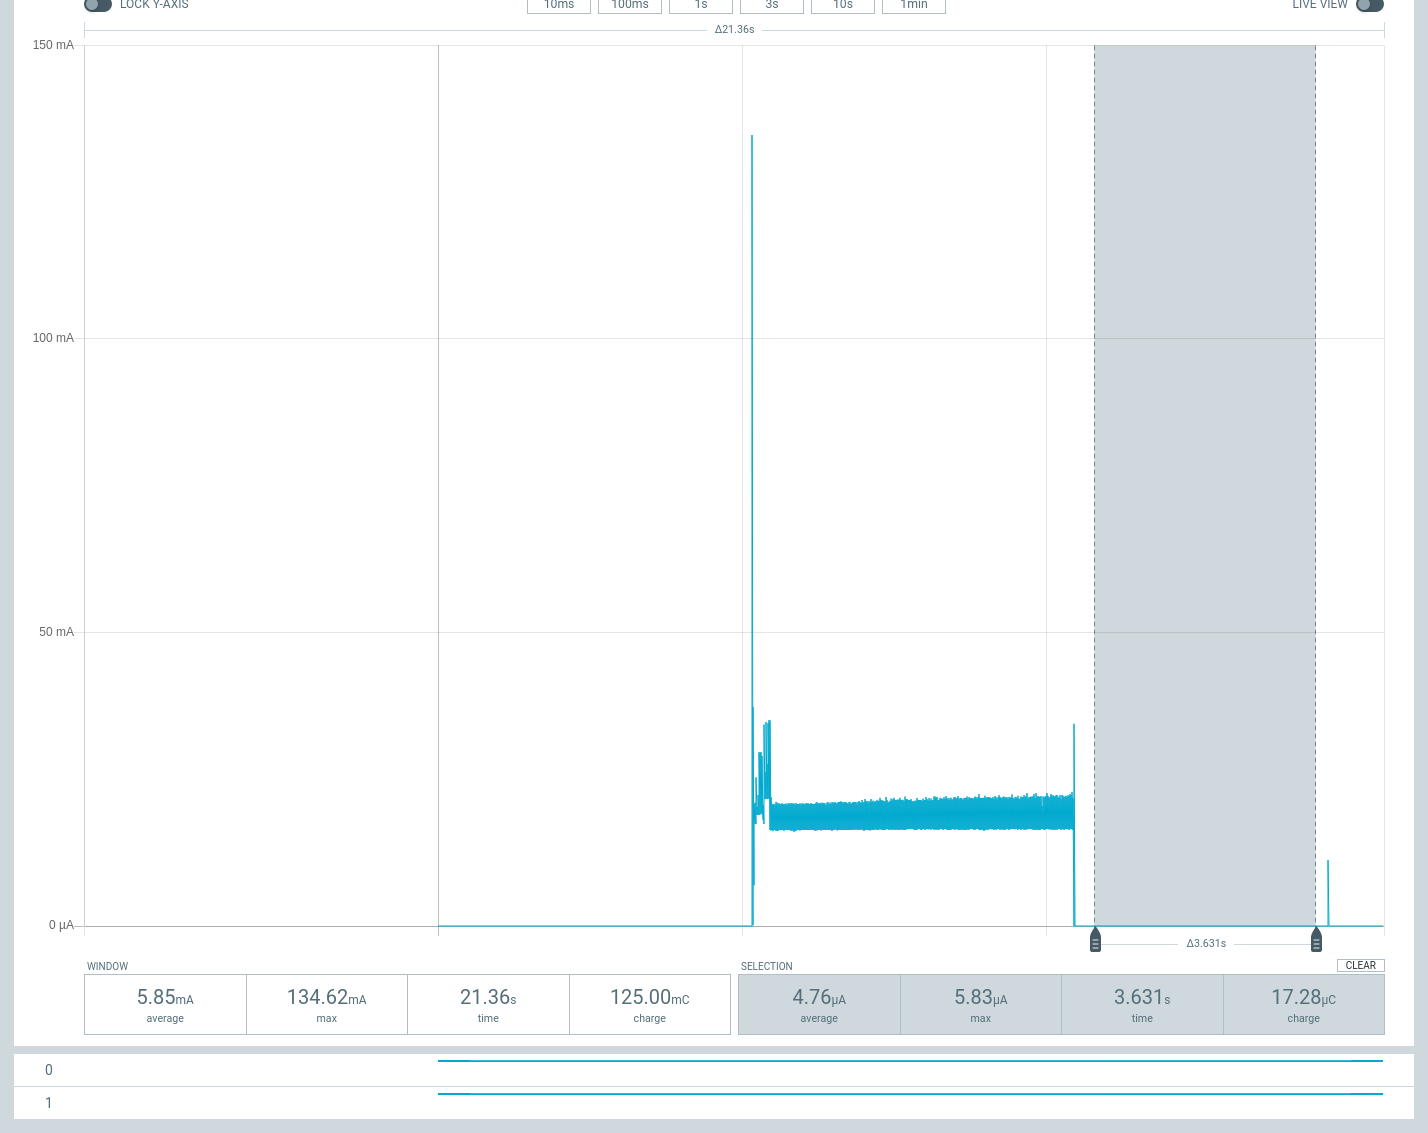 LOCK Y-AXIS 10ms 100ms 1s 3s 10s 1min LIVE VIEW
Δ21.36s
150 mA
100 mA
50 mA
0 µA
Δ3.631s
WINDOW SELECTION CLEAR
5.85mA 134.62mA 21.36s 125.00mC 4.76µA 5.83µA 3.631s 17.28µC
average max time charge average max time charge
0
1